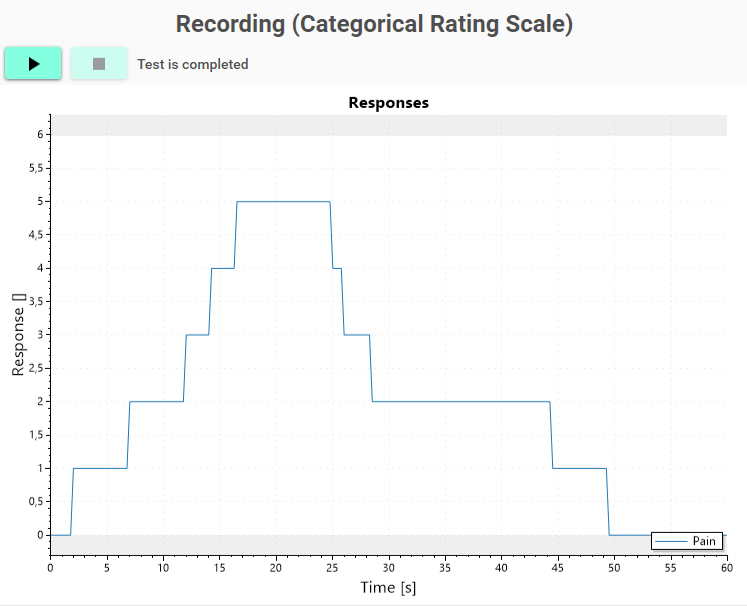 Recording (Categorical Rating Scale)
Test is completed
Responses
6
5,5
5
4,5
4
3,5
3
2,5
2
1,5
1
0,5
0
Response []
Pain
0 5 10 15 20 25 30 35 40 45 50 55 60
Time [s]